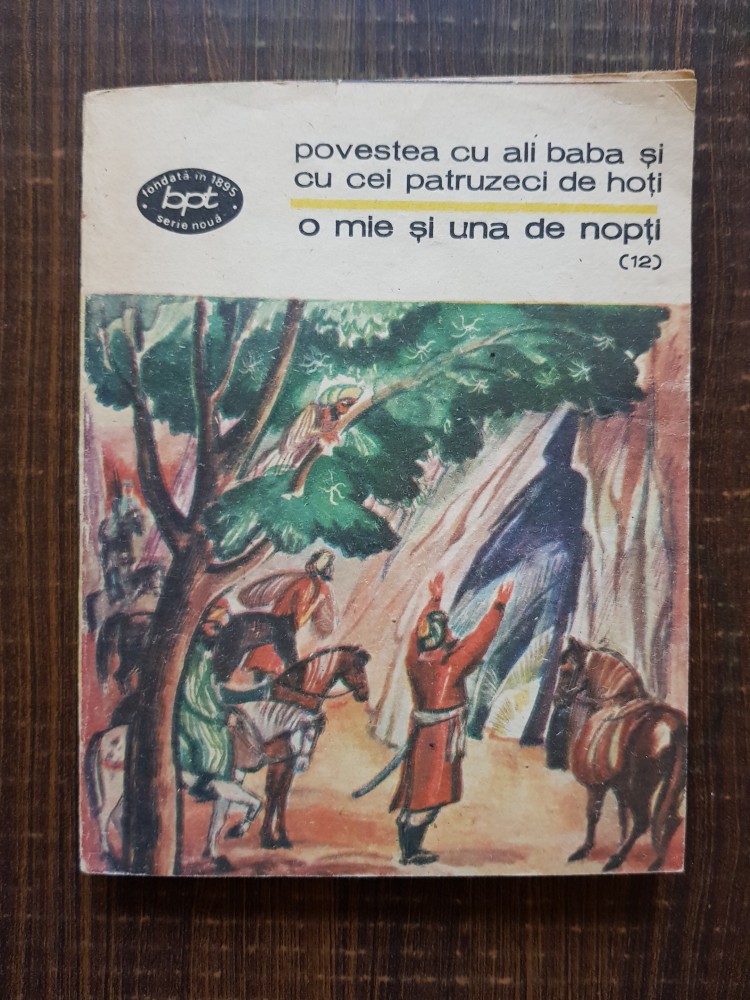 fondată în 1895
bpt
serie nouă
povestea cu ali baba și
cu cei patruzeci de hoți
o mie și una de nopți
(12)